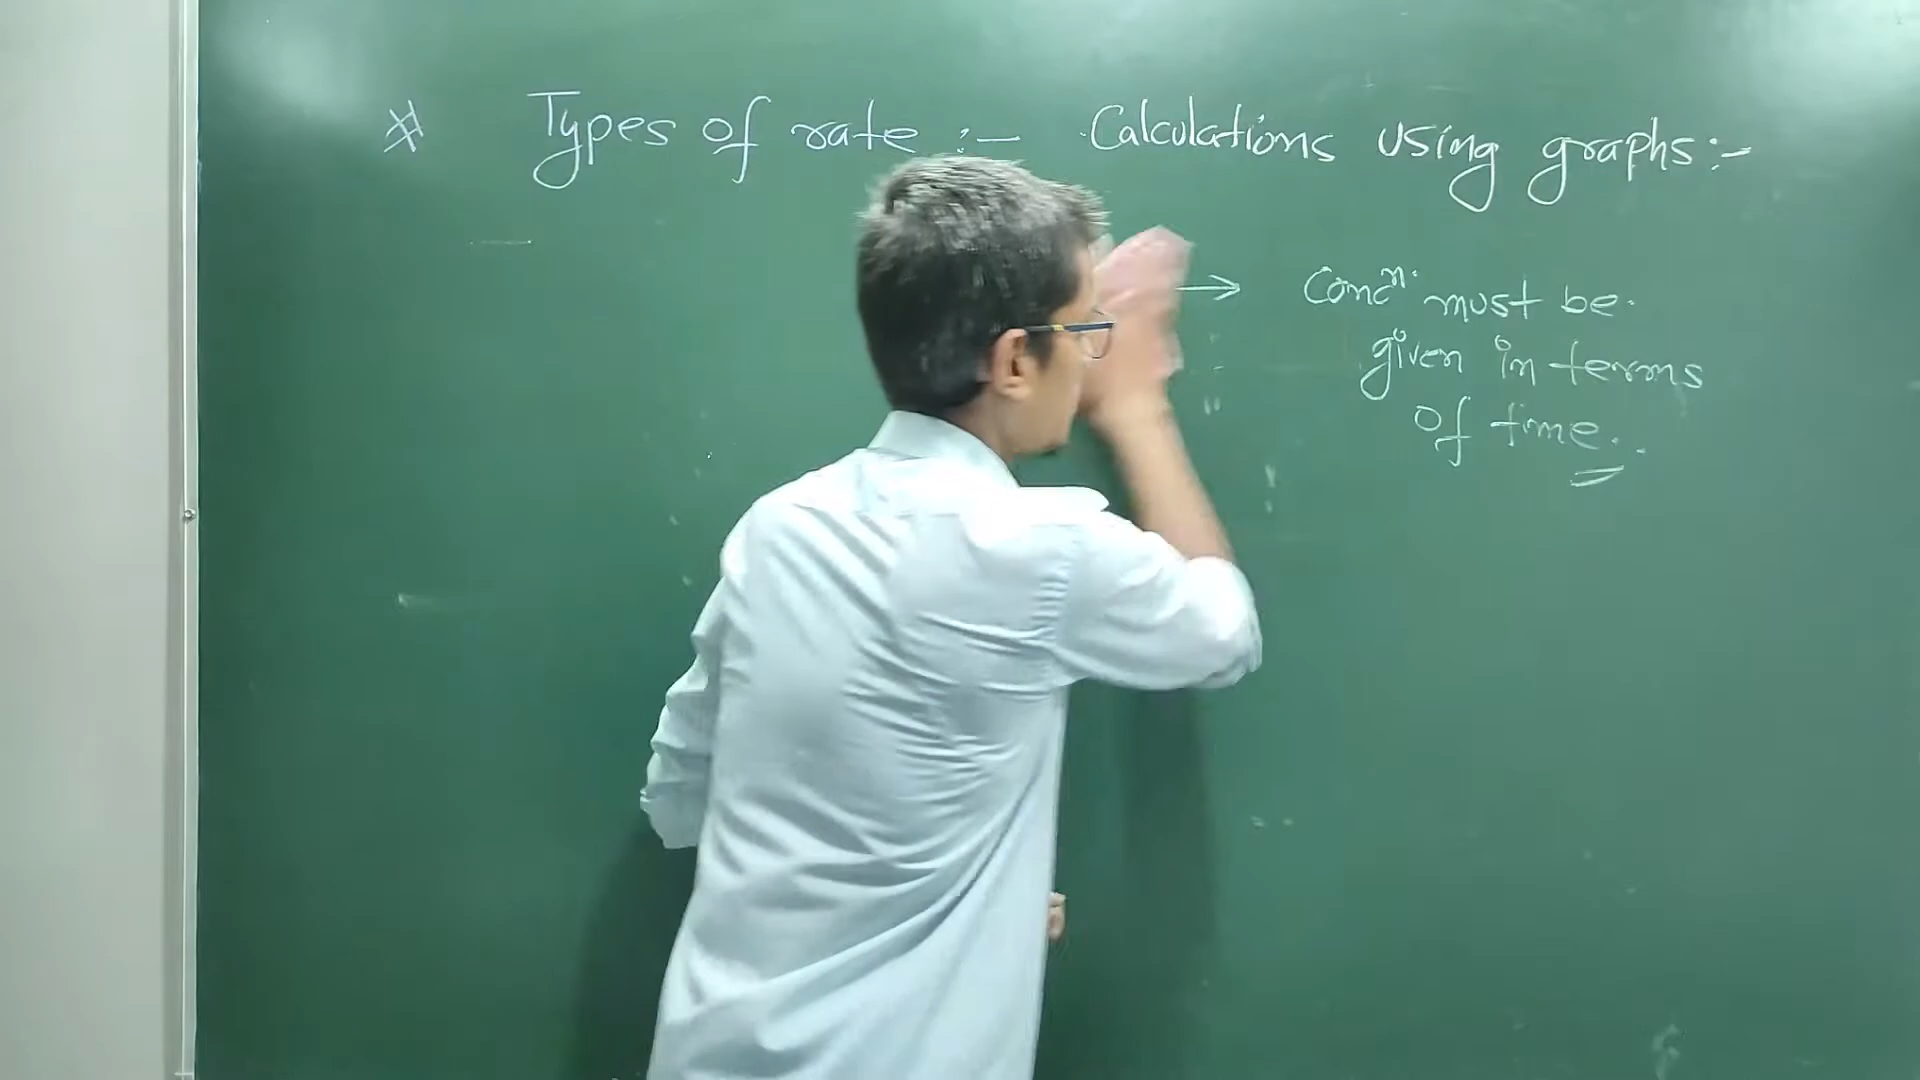 * Types of rate :- Calculations using graphs:-
→ Concⁿ. must be.
given in terms
of time.